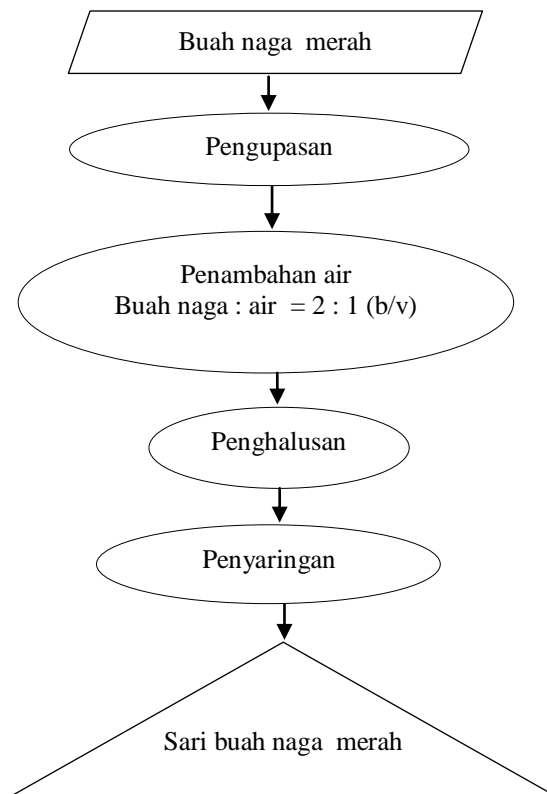 Buah naga  merah
Pengupasan
Penambahan air
Buah naga : air  = 2 : 1 (b/v)
Penghalusan
Penyaringan
Sari buah naga  merah